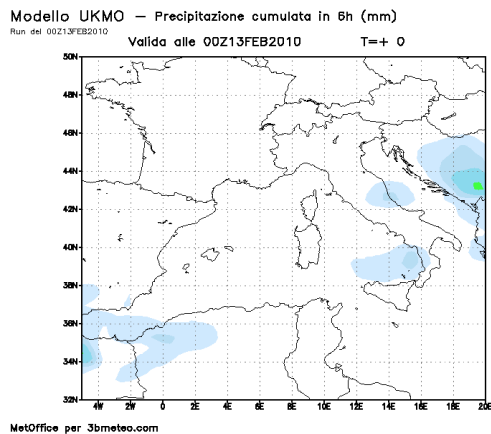 Modello UKMO – Precipitazione cumulata in 6h (mm)
Run del 00Z13FEB2010
Valida alle 00Z13FEB2010 T=+ 0
50N
48N
46N
44N
42N
40N
38N
36N
34N
32N
4W 2W 0 2E 4E 6E 8E 10E 12E 14E 16E 18E 20E
MetOffice per 3bmeteo.com